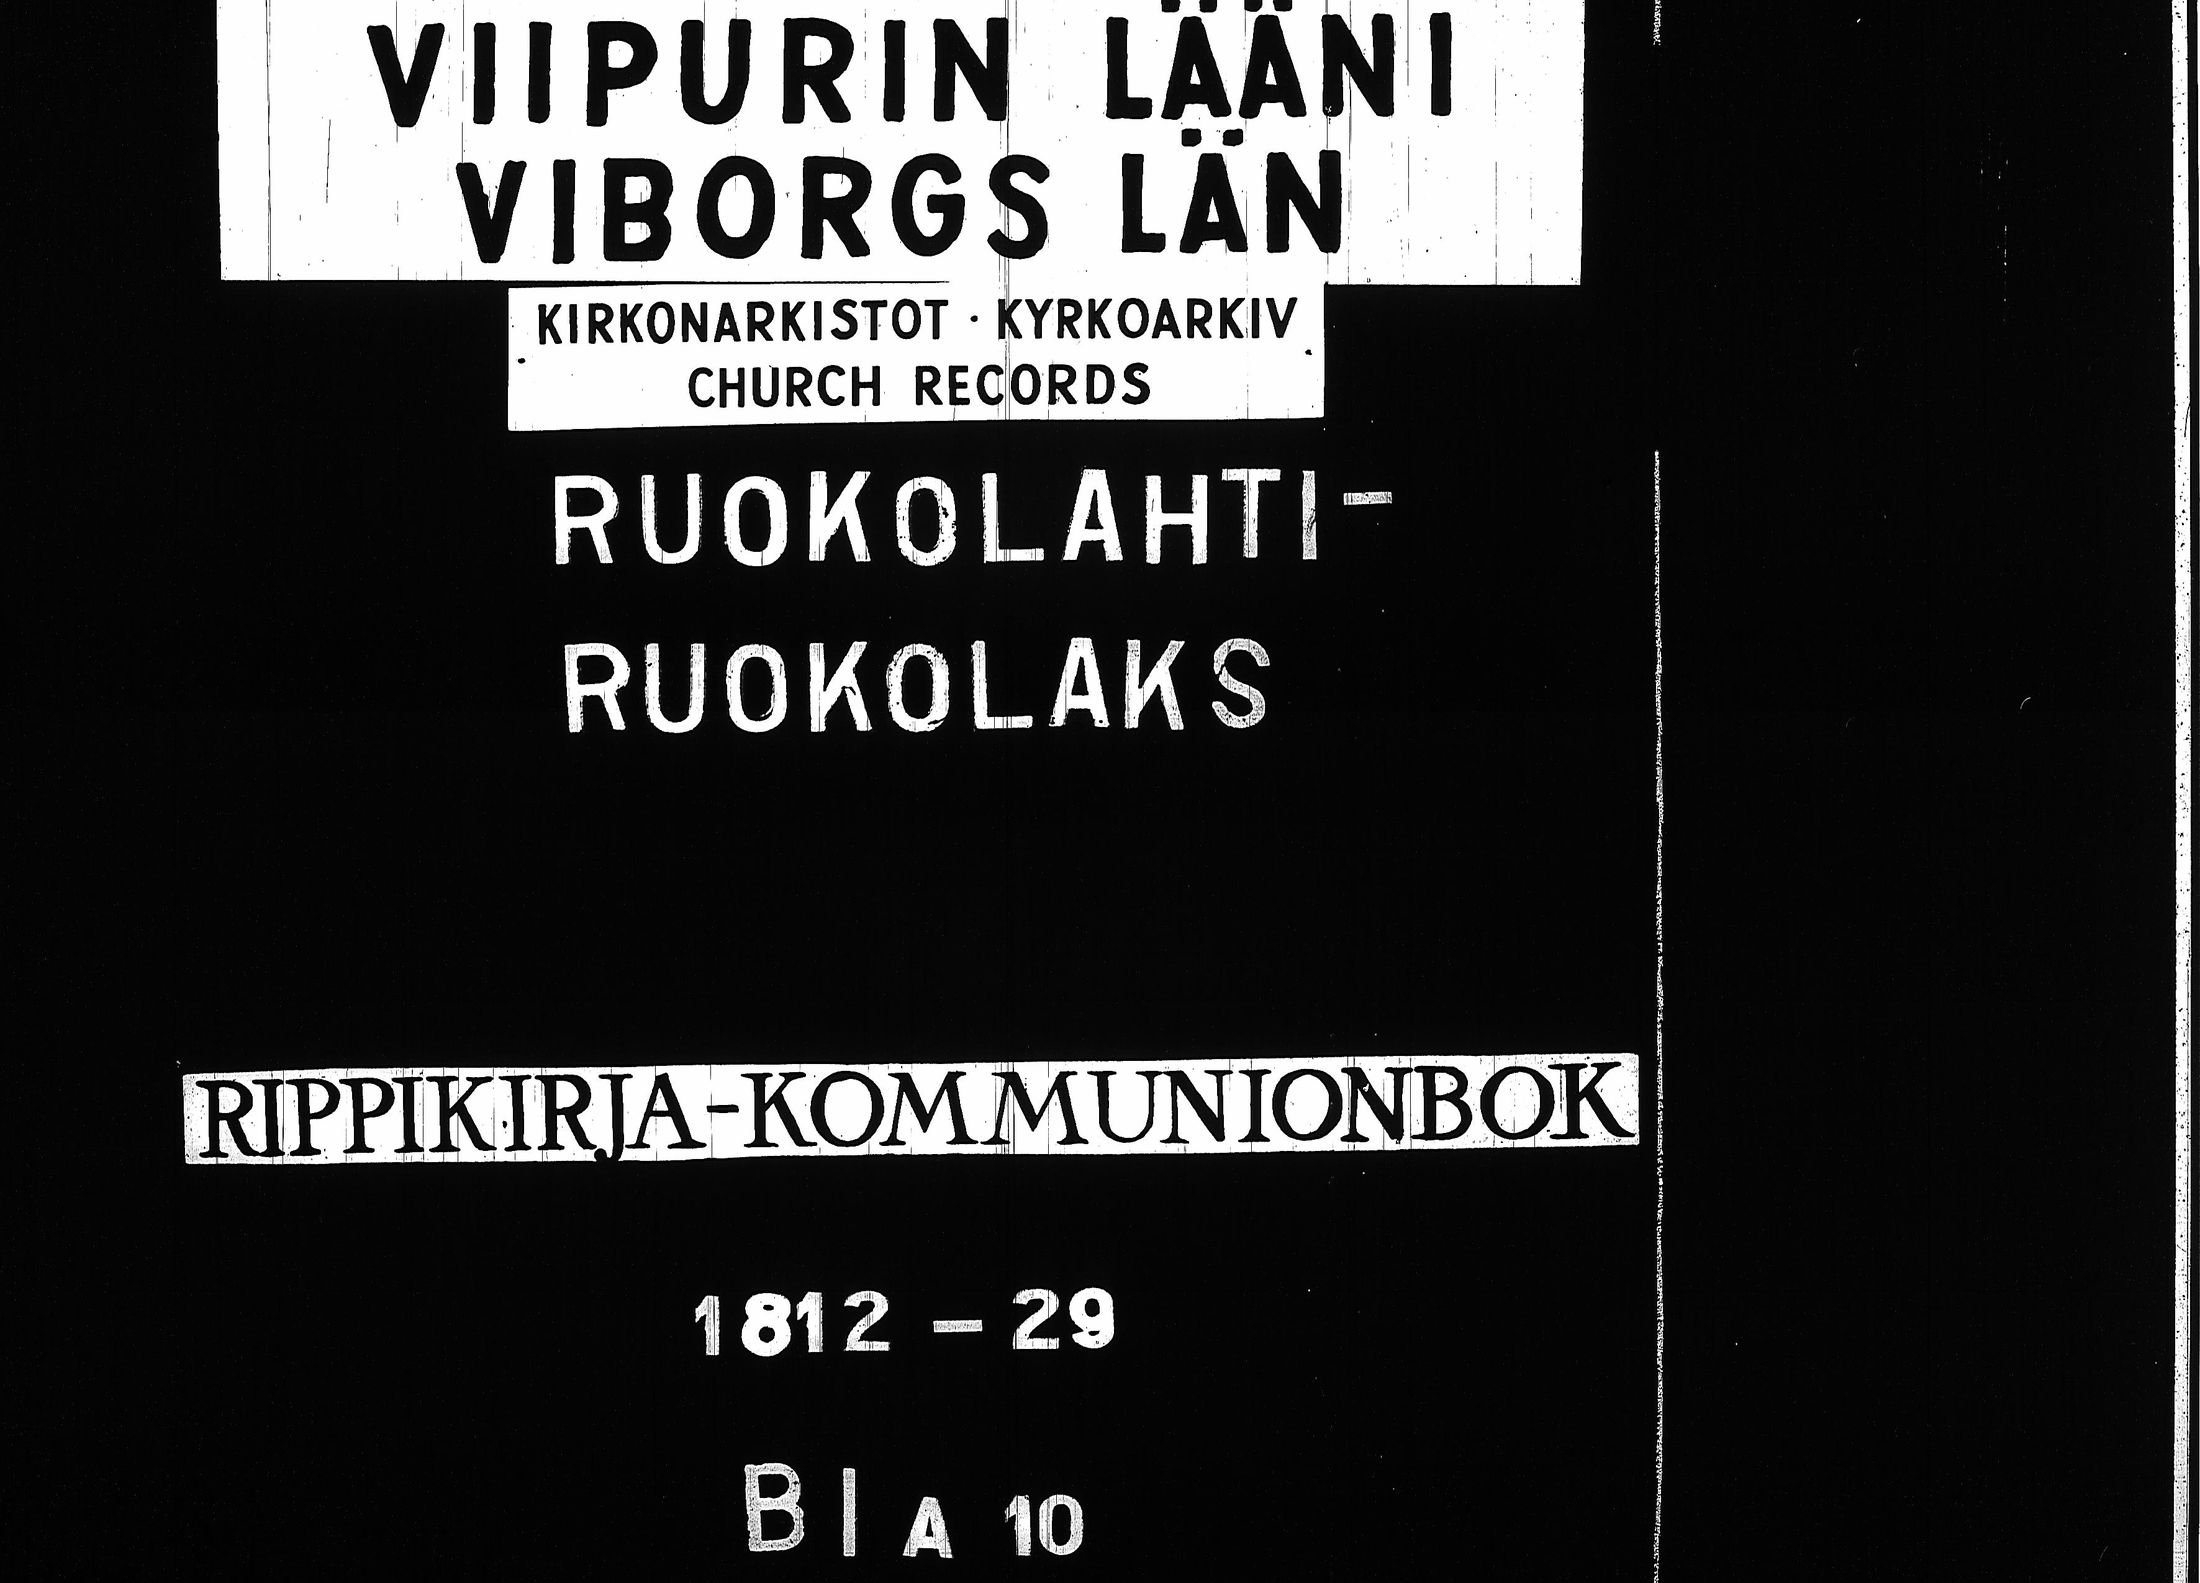 VIIPURIN LÄÄNI
VIBORGS LÄN
KIRKONARKISTOT · KYRKOARKIV
CHURCH RECORDS
RUOKOLAHTI-
RUOKOLAKS
RIPPIKIRJA-KOMMUNIONBOK
1812 - 29
B I A 10